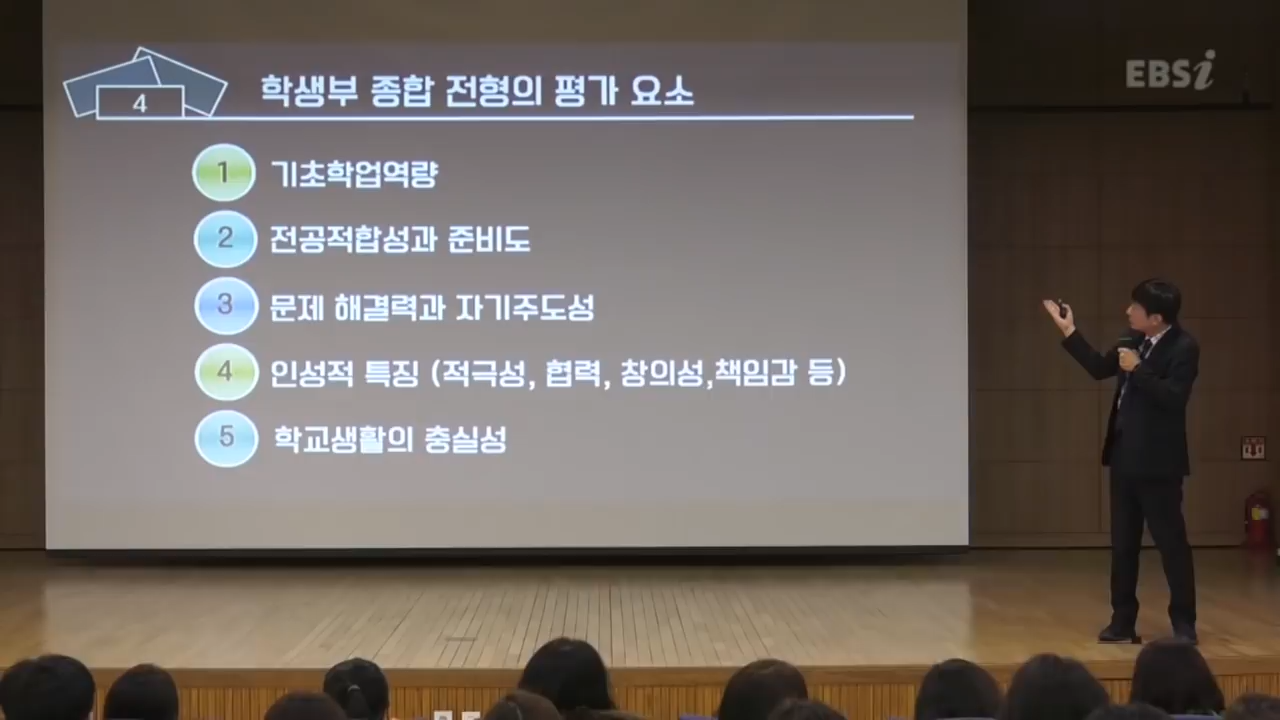 4
학생부 종합 전형의 평가 요소
EBSi
1 기초학업역량
2 전공적합성과 준비도
3 문제 해결력과 자기주도성
4 인성적 특징 (적극성, 협력, 창의성,책임감 등)
5 학교생활의 충실성